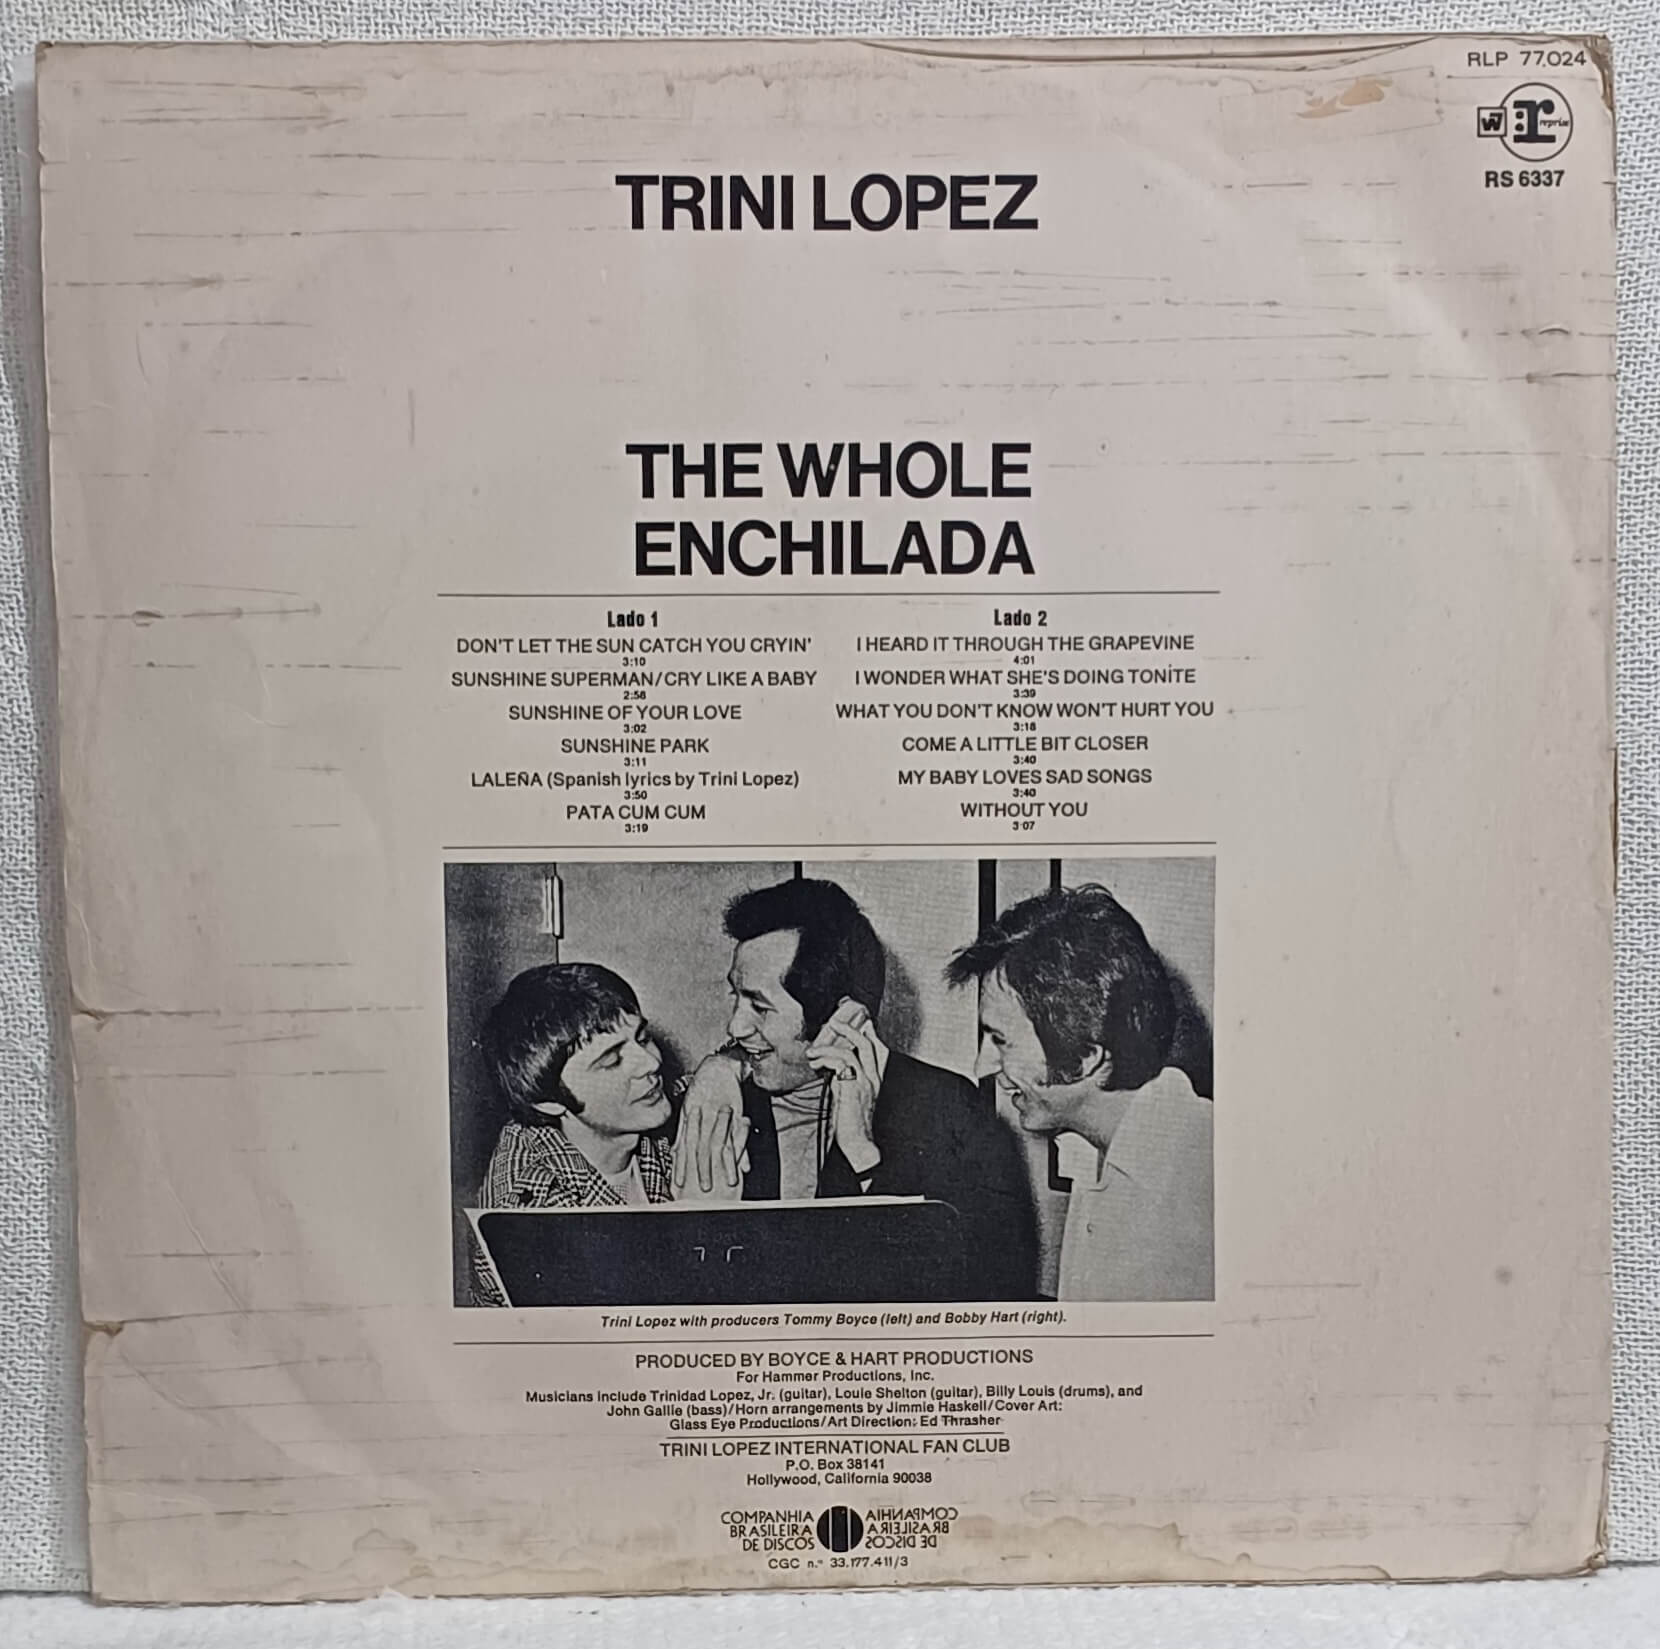 RLP 77.024
W
r: reprise
RS 6337
TRINI LOPEZ
THE WHOLE
ENCHILADA
Lado 1
DON'T LET THE SUN CATCH YOU CRYIN'
3:10
SUNSHINE SUPERMAN/CRY LIKE A BABY
2:58
SUNSHINE OF YOUR LOVE
3:02
SUNSHINE PARK
3:11
LALEÑA (Spanish lyrics by Trini Lopez)
3:50
PATA CUM CUM
3:19
Lado 2
I HEARD IT THROUGH THE GRAPEVINE
4:01
I WONDER WHAT SHE'S DOING TONITE
3:39
WHAT YOU DON'T KNOW WON'T HURT YOU
3:18
COME A LITTLE BIT CLOSER
3:40
MY BABY LOVES SAD SONGS
3:40
WITHOUT YOU
3:07
Trini Lopez with producers Tommy Boyce (left) and Bobby Hart (right).
PRODUCED BY BOYCE & HART PRODUCTIONS
For Hammer Productions, Inc.
Musicians include Trinidad Lopez, Jr. (guitar), Louie Shelton (guitar), Billy Louis (drums), and
John Gallie (bass)/Horn arrangements by Jimmie Haskell/Cover Art:
Glass Eye Productions/Art Direction: Ed Thrasher
TRINI LOPEZ INTERNATIONAL FAN CLUB
P.O. Box 38141
Hollywood, California 90038
COMPANHIA
BRASILEIRA
DE DISCOS
COMPANHIA
BRASILEIRA
DE DISCOS
CGC n.º 33.177.411/3